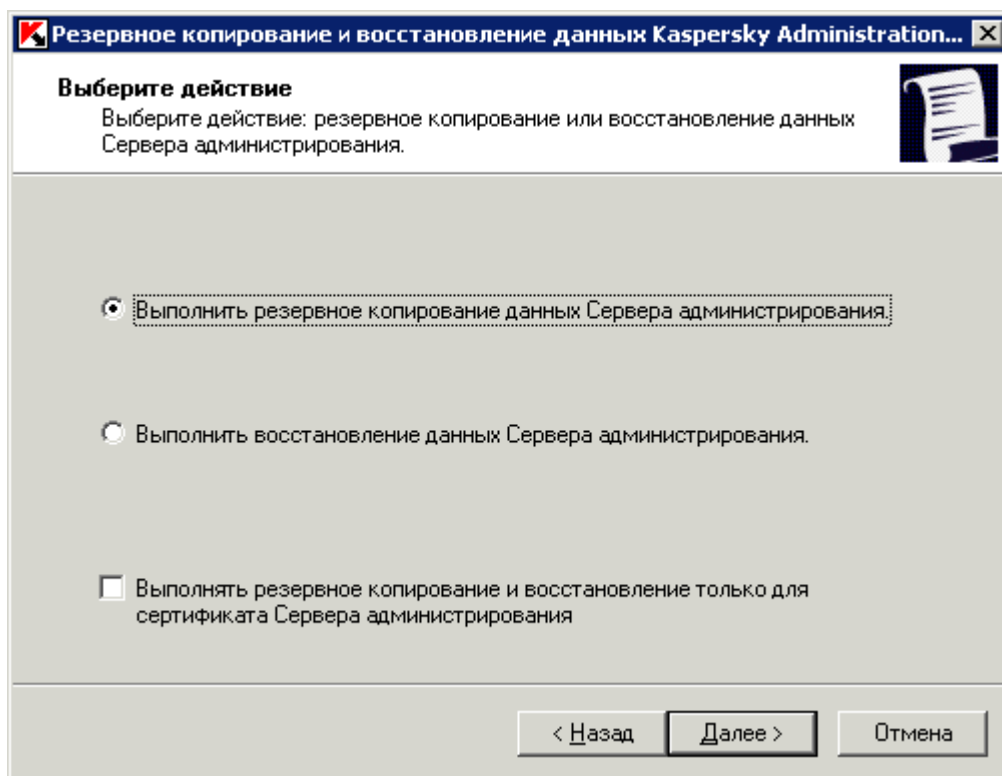 Резервное копирование и восстановление данных Kaspersky Administration...
Выберите действие
Выберите действие: резервное копирование или восстановление данных
Сервера администрирования.
Выполнить резервное копирование данных Сервера администрирования.
Выполнить восстановление данных Сервера администрирования.
Выполнять резервное копирование и восстановление только для
сертификата Сервера администрирования
< Назад
Далее >
Отмена